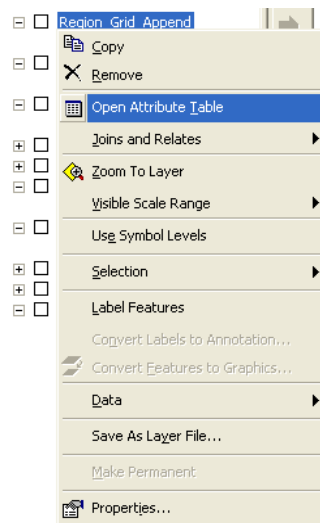 Region_Grid_Append
Copy
Remove
Open Attribute Table
Joins and Relates
Zoom To Layer
Visible Scale Range
Use Symbol Levels
Selection
Label Features
Convert Labels to Annotation...
Convert Features to Graphics...
Data
Save As Layer File...
Make Permanent
Properties...